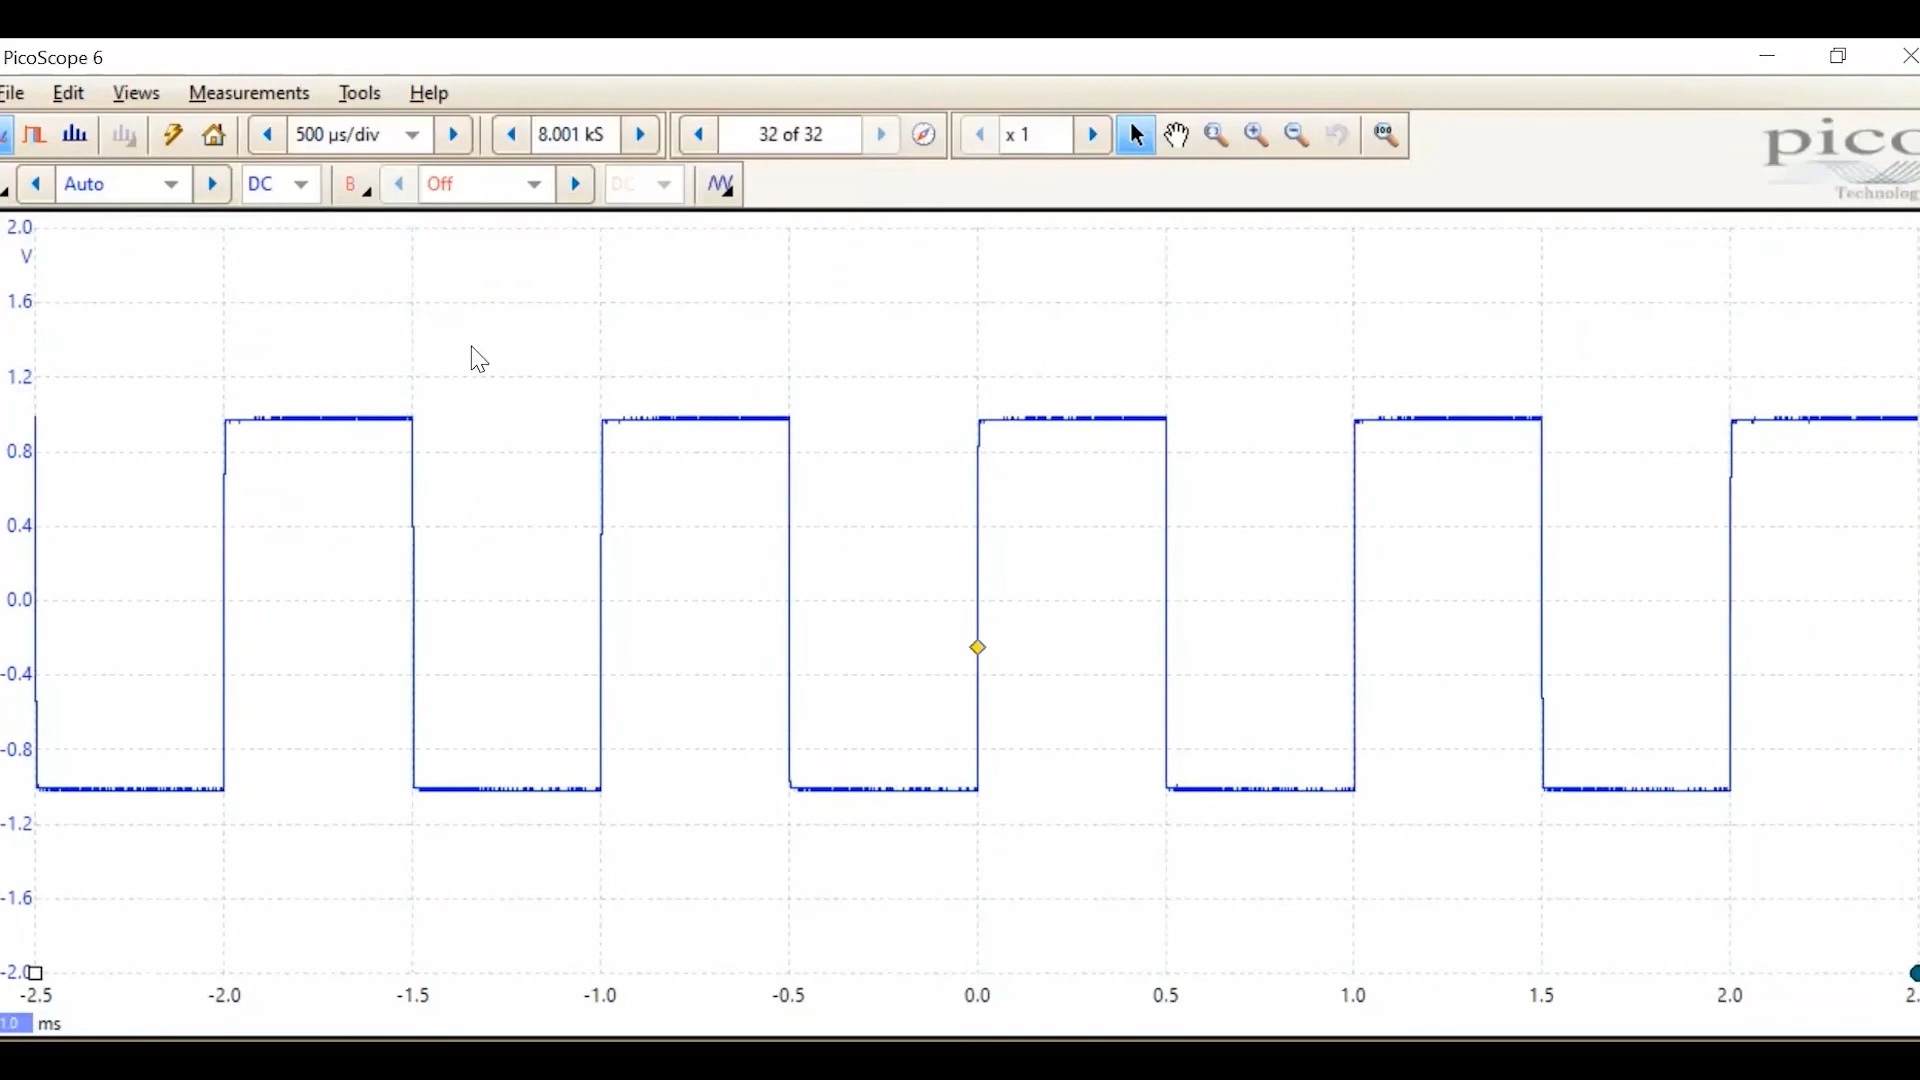 PicoScope 6
File Edit Views Measurements Tools Help
500 µs/div 8.001 kS 32 of 32 x 1
pico
Technology
Auto DC B Off DC
2.0
V
1.6
1.2
0.8
0.4
0.0
-0.4
-0.8
-1.2
-1.6
-2.0
-2.5 -2.0 -1.5 -1.0 -0.5 0.0 0.5 1.0 1.5 2.0 2.
1.0 ms